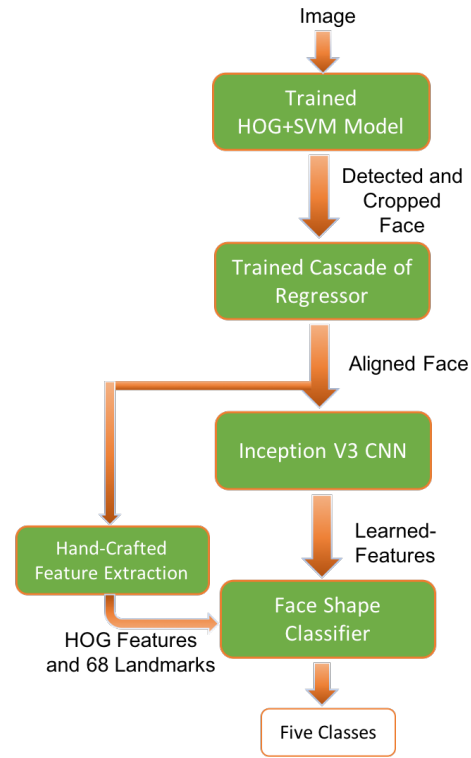 Image
Trained
HOG+SVM Model
Detected and
Cropped
Face
Trained Cascade of
Regressor
Aligned Face
Inception V3 CNN
Learned-
Features
Hand-Crafted
Feature Extraction
HOG Features
and 68 Landmarks
Face Shape
Classifier
Five Classes